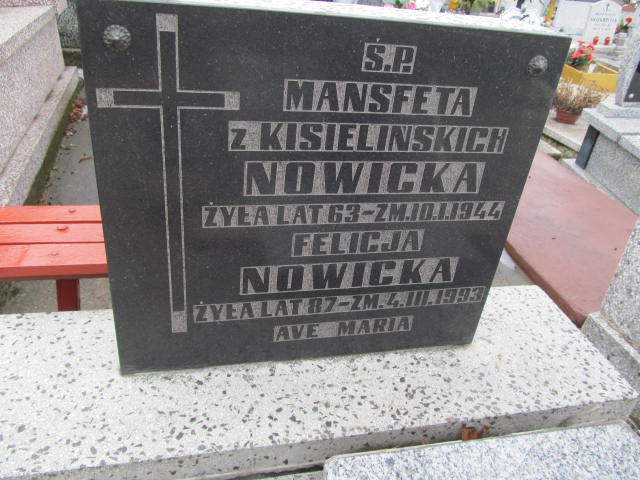 Ś.P.
MANSFETA
z KISIELIŃSKICH
NOWICKA
ŻYŁA LAT 63-ZM.10.I.1944
FELICJA
NOWICKA
ŻYŁA LAT 87-ZM.4.III.1993
AVE MARIA